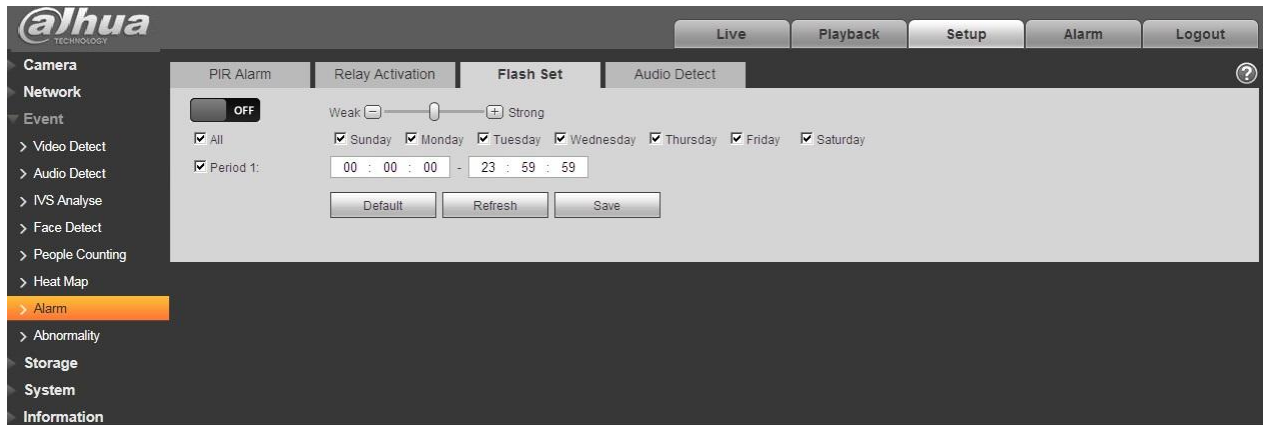 alhua
TECHNOLOGY
Live Playback Setup Alarm Logout
Camera
Network
Event
Video Detect
Audio Detect
IVS Analyse
Face Detect
People Counting
Heat Map
Alarm
Abnormality
Storage
System
Information
PIR Alarm Relay Activation Flash Set Audio Detect ?
OFF Weak - + Strong
All Sunday Monday Tuesday Wednesday Thursday Friday Saturday
Period 1: 00 : 00 : 00 - 23 : 59 : 59
Default Refresh Save